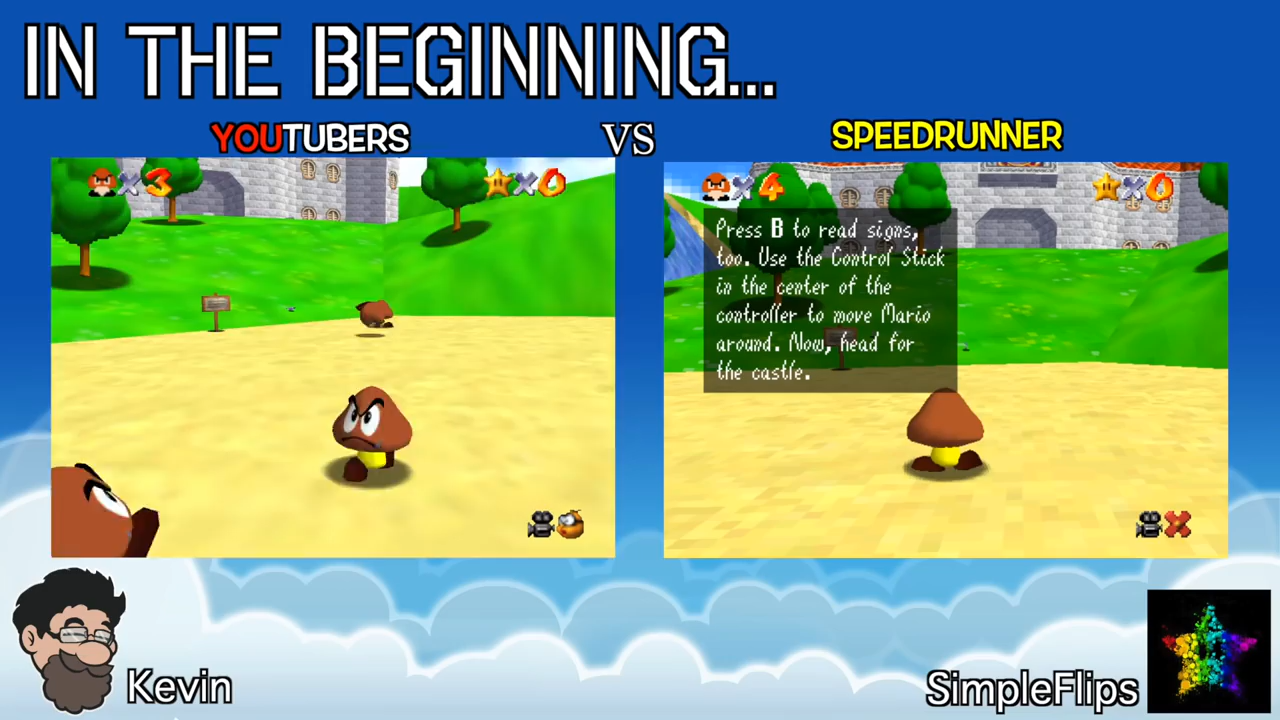 IN THE BEGINNING...
YOUTUBERS
VS
SPEEDRUNNER
x 3
x 0
x 4
x 0
Press B to read signs,
too. Use the Control Stick
in the center of the
controller to move Mario
around. Now, head for
the castle.
Kevin
SimpleFlips